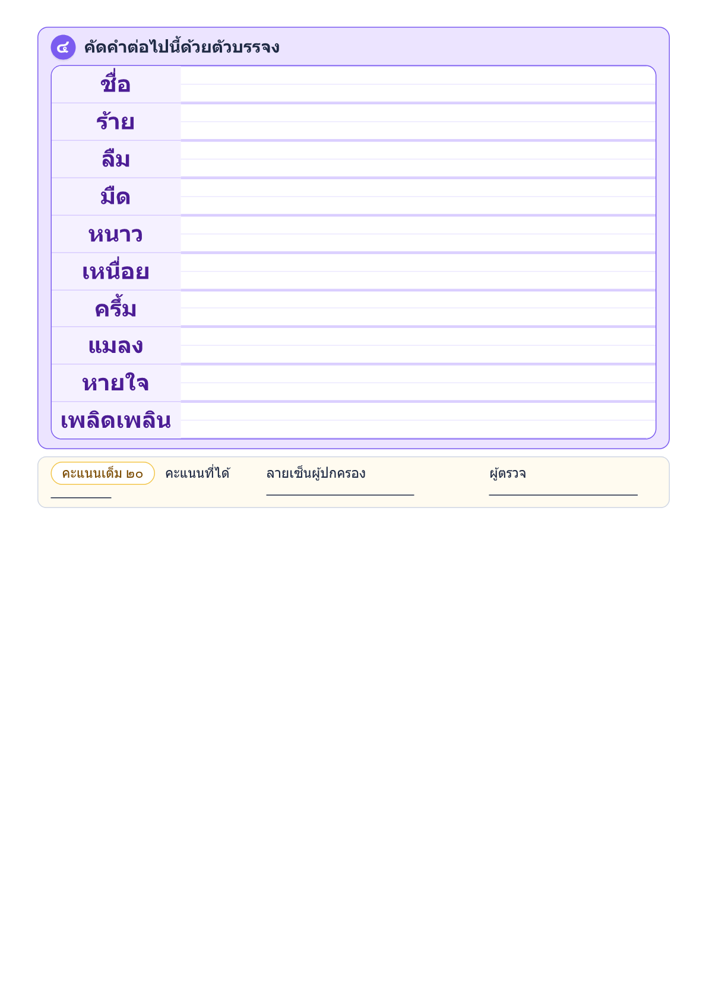 ๔ คัดคำต่อไปนี้ด้วยตัวบรรจง
ชื่อ
ร้าย
ลืม
มืด
หนาว
เหนื่อย
ครึ้ม
แมลง
หายใจ
เพลิดเพลิน
คะแนนเต็ม ๒๐ คะแนนที่ได้ ลายเซ็นผู้ปกครอง ผู้ตรวจ